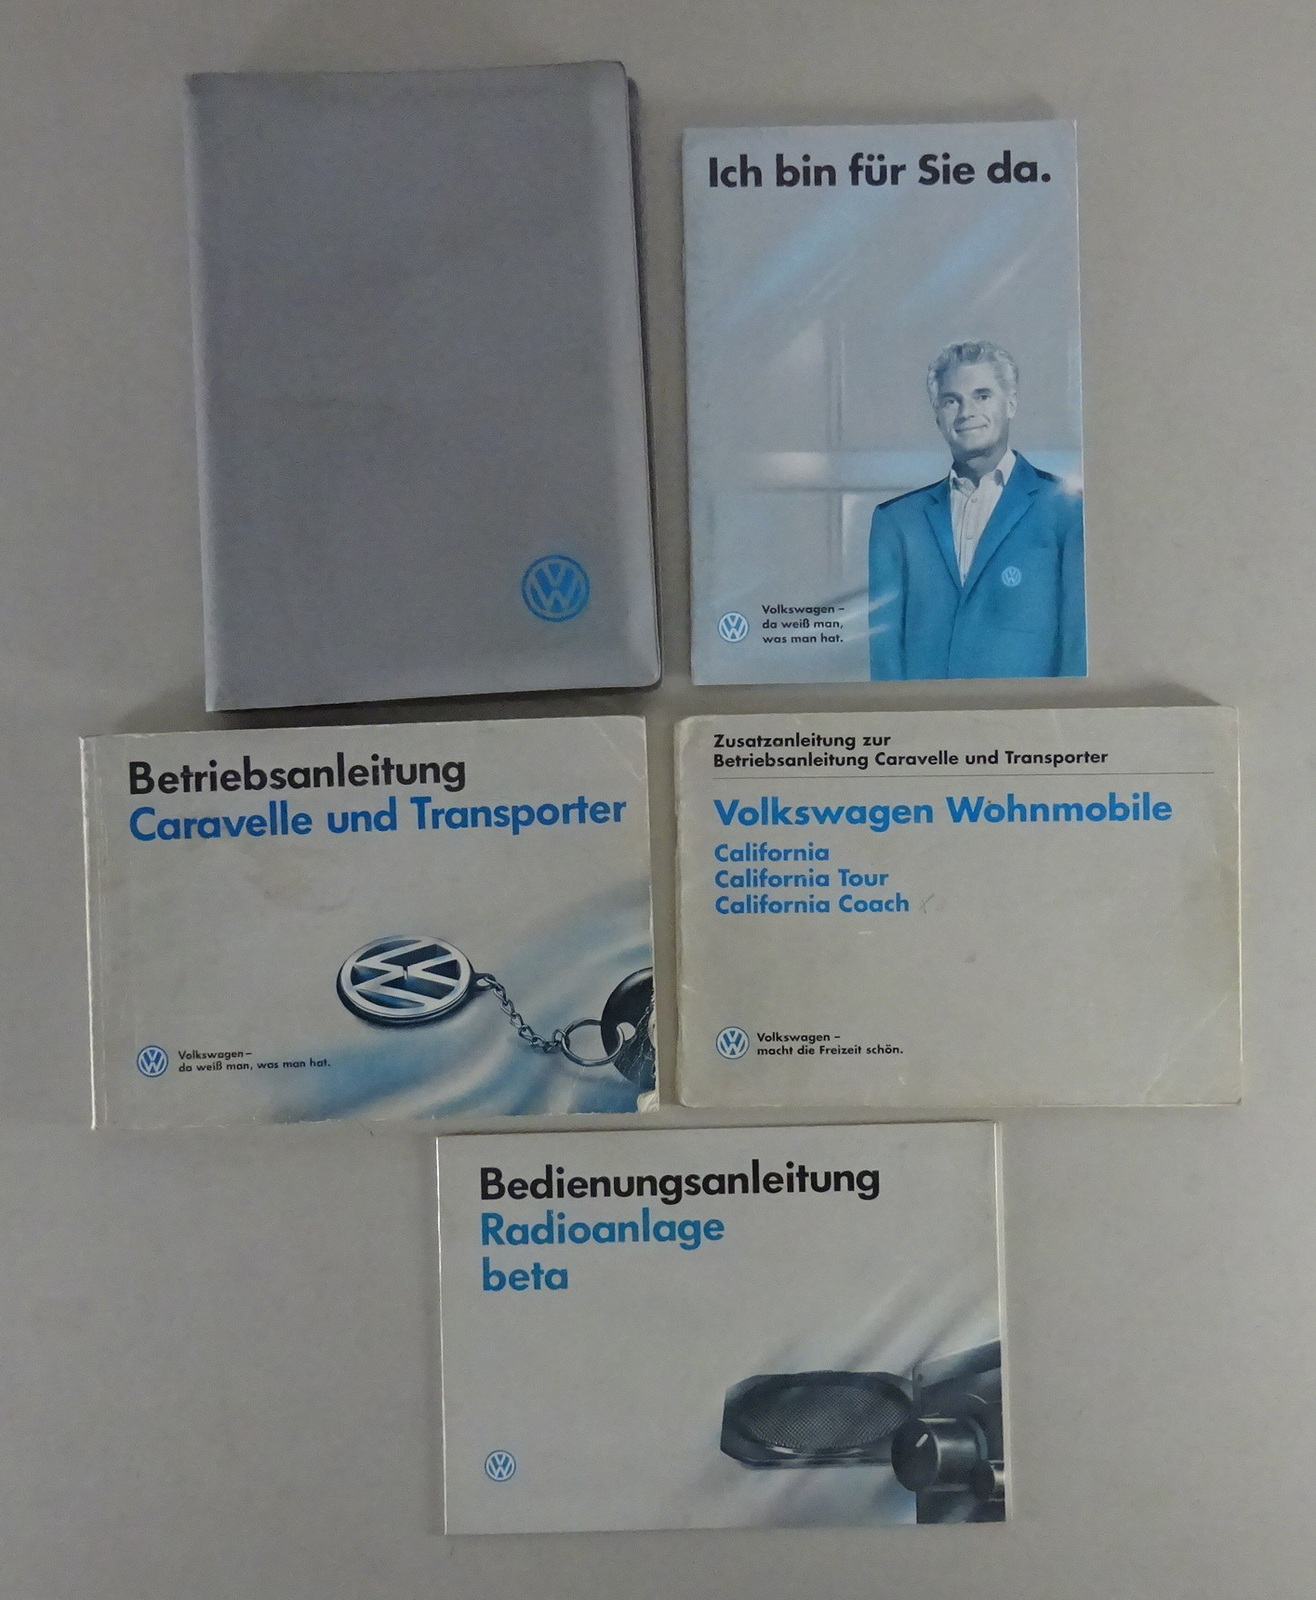 Ich bin für Sie da.
Volkswagen –
da weiß man,
was man hat.
Betriebsanleitung
Caravelle und Transporter
Volkswagen –
da weiß man, was man hat.
Zusatzanleitung zur
Betriebsanleitung Caravelle und Transporter
Volkswagen Wohnmobile
California
California Tour
California Coach
Volkswagen –
macht die Freizeit schön.
Bedienungsanleitung
Radioanlage
beta